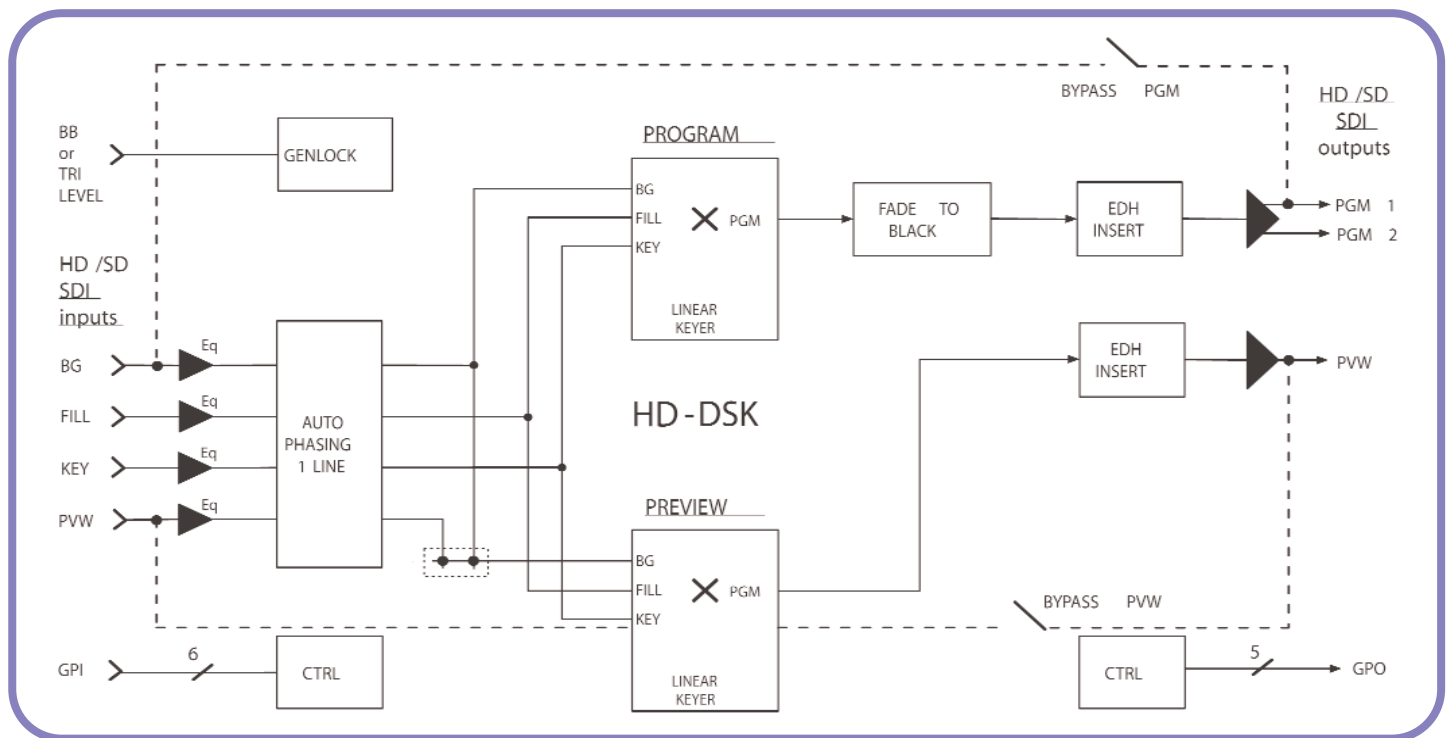 BYPASS PGM
HD /SD
SDI
outputs
BB
or
TRI
LEVEL
GENLOCK
PROGRAM
BG
FILL
KEY
PGM
LINEAR
KEYER
FADE TO
BLACK
EDH
INSERT
PGM 1
PGM 2
HD /SD
SDI
inputs
BG
FILL
KEY
PVW
Eq
Eq
Eq
Eq
AUTO
PHASING
1 LINE
HD-DSK
EDH
INSERT
PVW
PREVIEW
BG
FILL
KEY
PGM
LINEAR
KEYER
BYPASS PVW
GPI
6
CTRL
CTRL
5
GPO